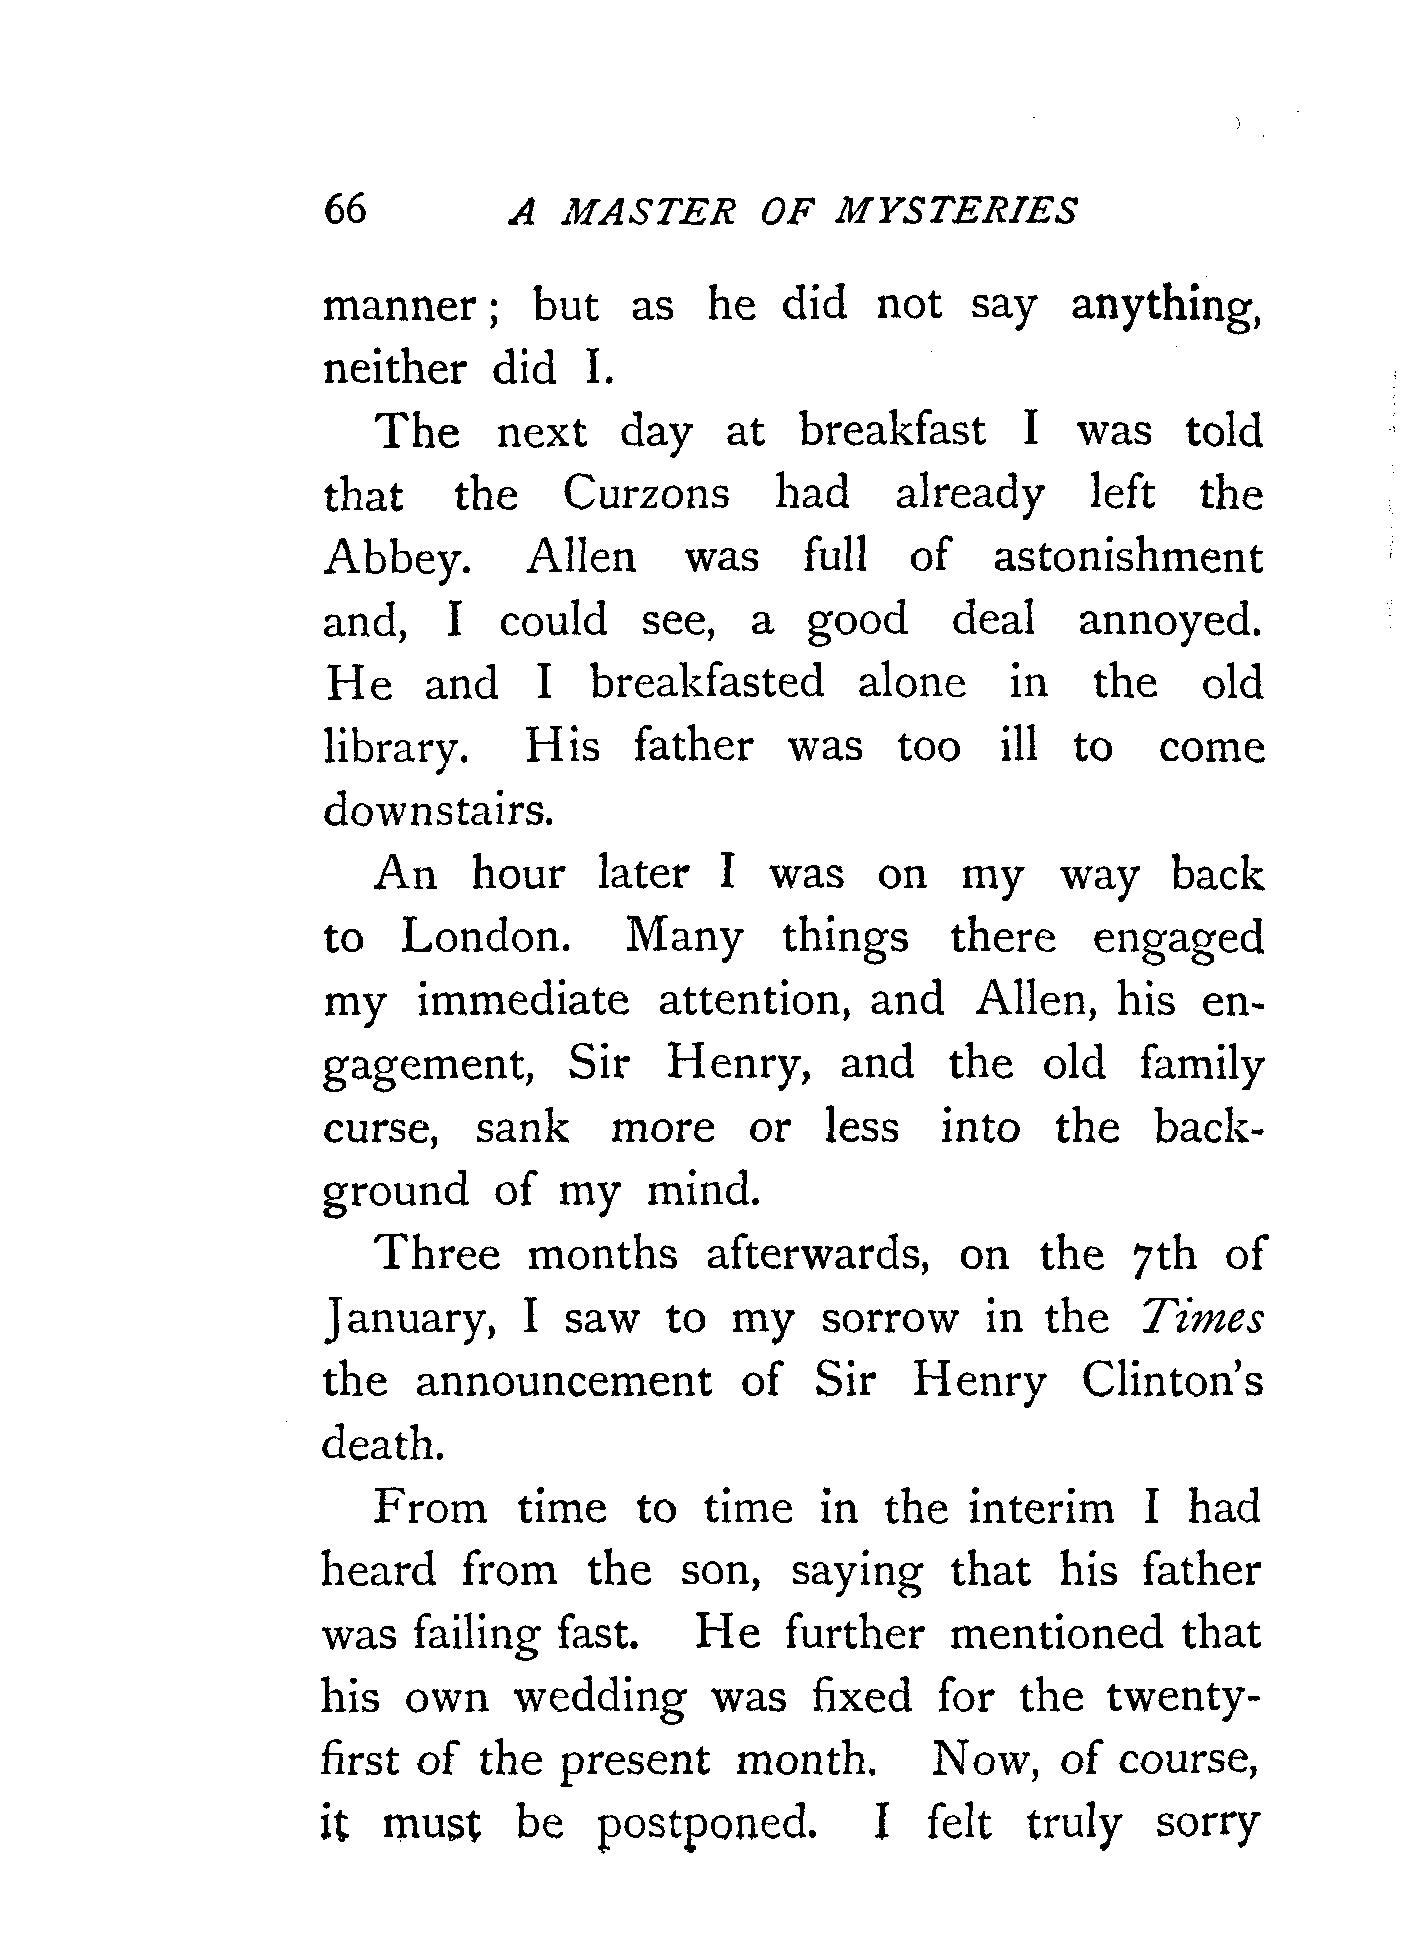 66 A MASTER OF MYSTERIES
manner; but as he did not say anything,
neither did I.
The next day at breakfast I was told
that the Curzons had already left the
Abbey. Allen was full of astonishment
and, I could see, a good deal annoyed.
He and I breakfasted alone in the old
library. His father was too ill to come
downstairs.
An hour later I was on my way back
to London. Many things there engaged
my immediate attention, and Allen, his en-
gagement, Sir Henry, and the old family
curse, sank more or less into the back-
ground of my mind.
Three months afterwards, on the 7th of
January, I saw to my sorrow in the Times
the announcement of Sir Henry Clinton's
death.
From time to time in the interim I had
heard from the son, saying that his father
was failing fast. He further mentioned that
his own wedding was fixed for the twenty-
first of the present month. Now, of course,
it must be postponed. I felt truly sorry